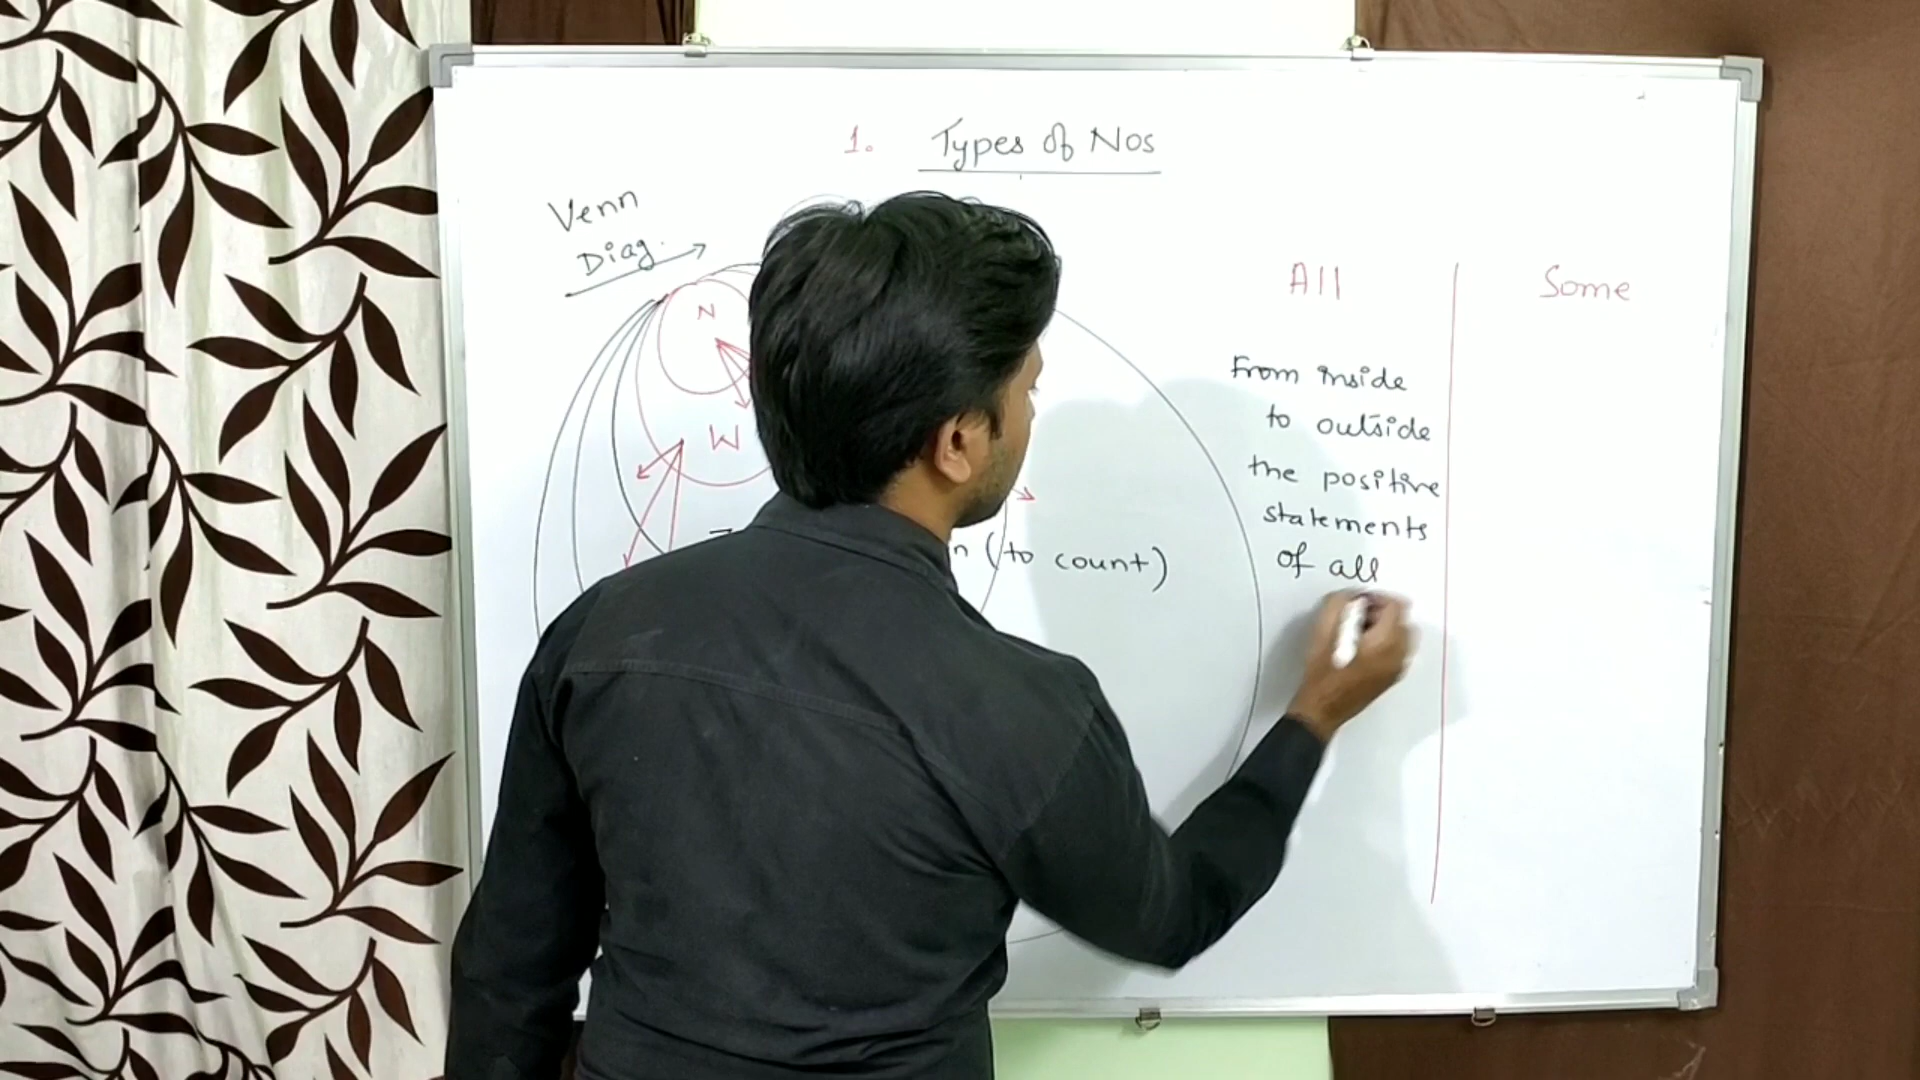 1. Types of Nos
Venn
Diag.
N
W
n (to count)
All
From inside
to outside
the positive
statements
of all
Some